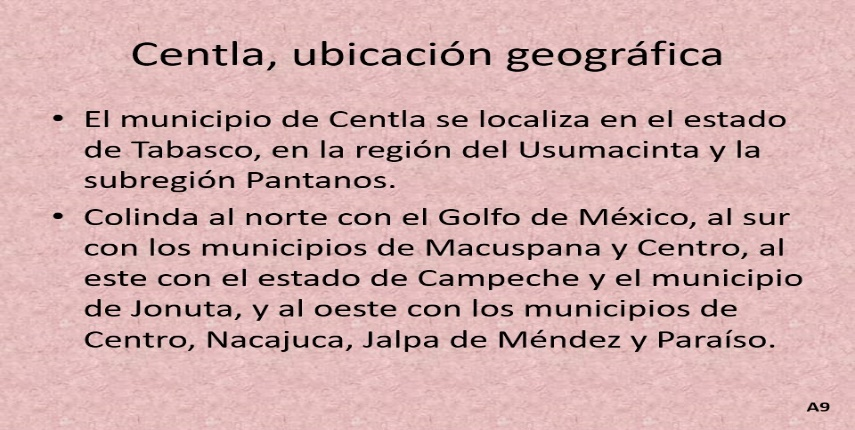 Centla, ubicación geográfica
• El municipio de Centla se localiza en el estado
de Tabasco, en la región del Usumacinta y la
subregión Pantanos.
• Colinda al norte con el Golfo de México, al sur
con los municipios de Macuspana y Centro, al
este con el estado de Campeche y el municipio
de Jonuta, y al oeste con los municipios de
Centro, Nacajuca, Jalpa de Méndez y Paraíso.
A9